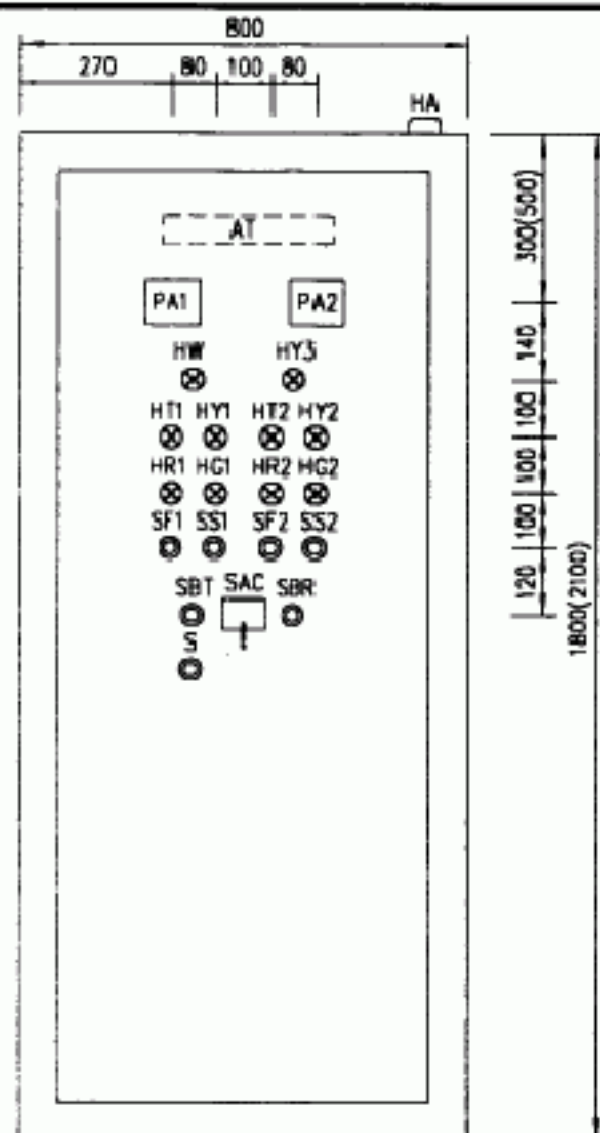 800
270 80 100 80
HA
AT
PA1 PA2
HW HY3
HT1 HY1 HT2 HY2
HR1 HG1 HR2 HG2
SF1 SS1 SF2 SS2
SBT SAC SBR
S
300(500)
140
100
100
100
120
1800(2100)